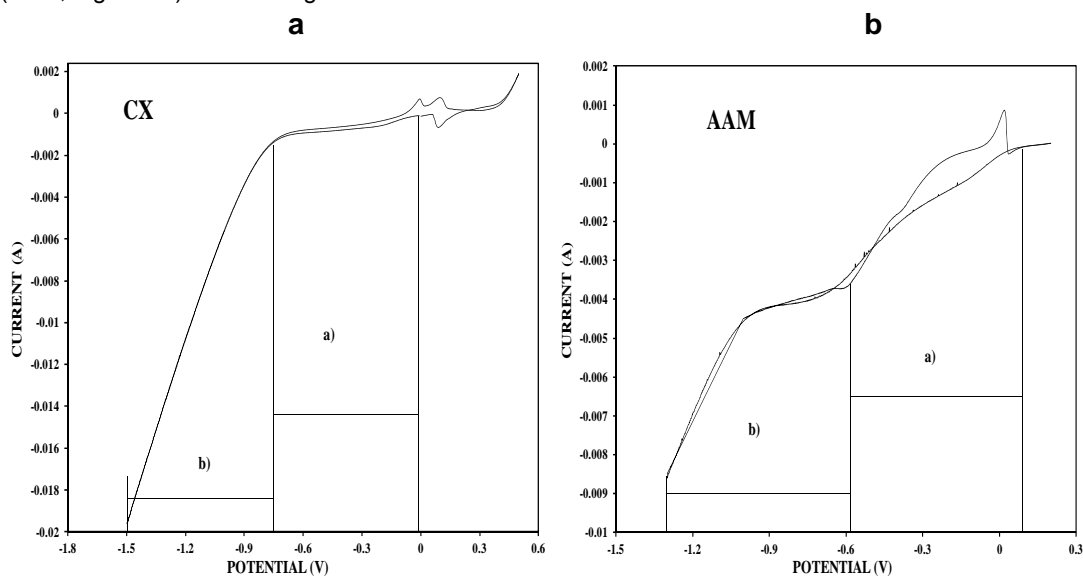 a
b
CX
0.002
0
-0.002
-0.004
-0.006
-0.008
-0.01
-0.012
-0.014
-0.016
-0.018
-0.02
CURRENT (A)
a)
b)
-1.8 -1.5 -1.2 -0.9 -0.6 -0.3 0 0.3 0.6
POTENTIAL (V)
AAM
0.002
0.001
0
-0.001
-0.002
-0.003
-0.004
-0.005
-0.006
-0.007
-0.008
-0.009
-0.01
CURRENT (A)
a)
b)
-1.5 -1.2 -0.9 -0.6 -0.3 0 0.3
POTENTIAL (V)